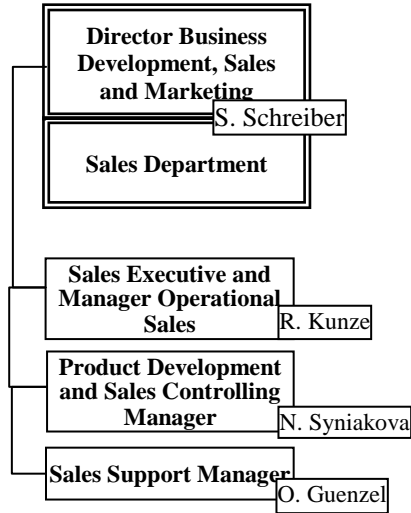 Director Business
Development, Sales
and Marketing
S. Schreiber
Sales Department
Sales Executive and
Manager Operational
Sales
R. Kunze
Product Development
and Sales Controlling
Manager
N. Syniakova
Sales Support Manager
O. Guenzel